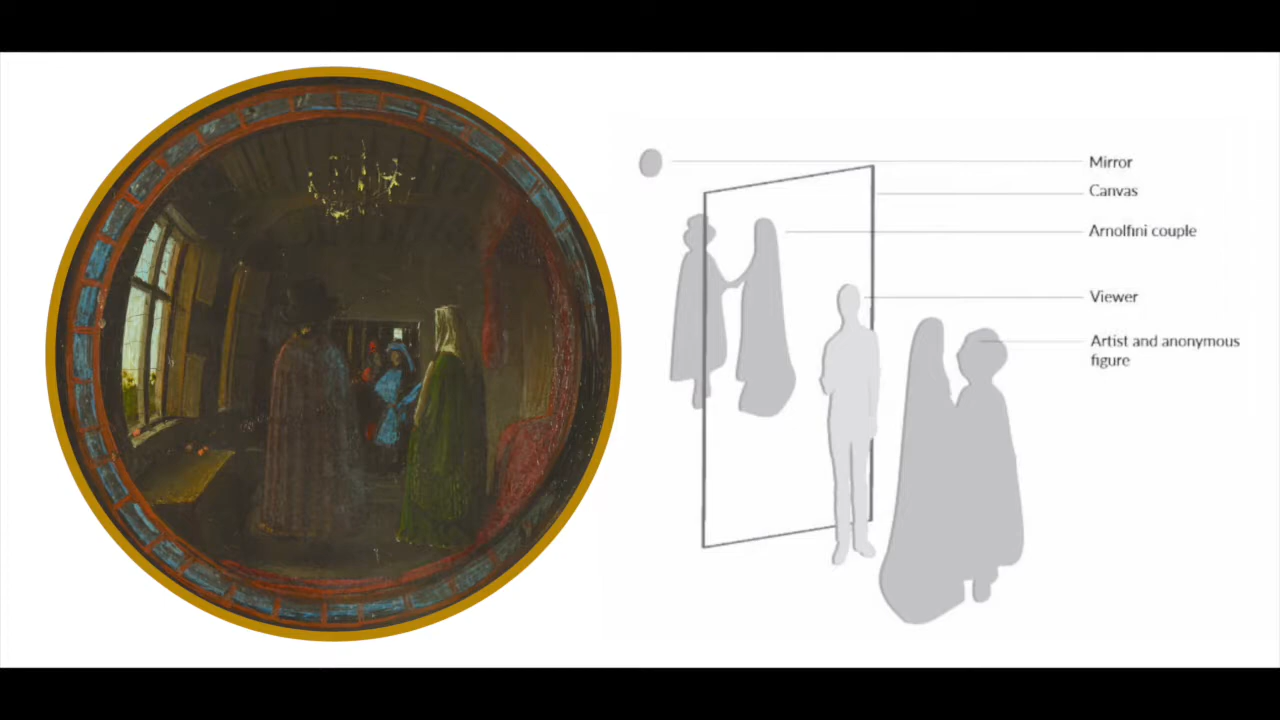 Mirror
Canvas
Arnolfini couple
Viewer
Artist and anonymous
figure